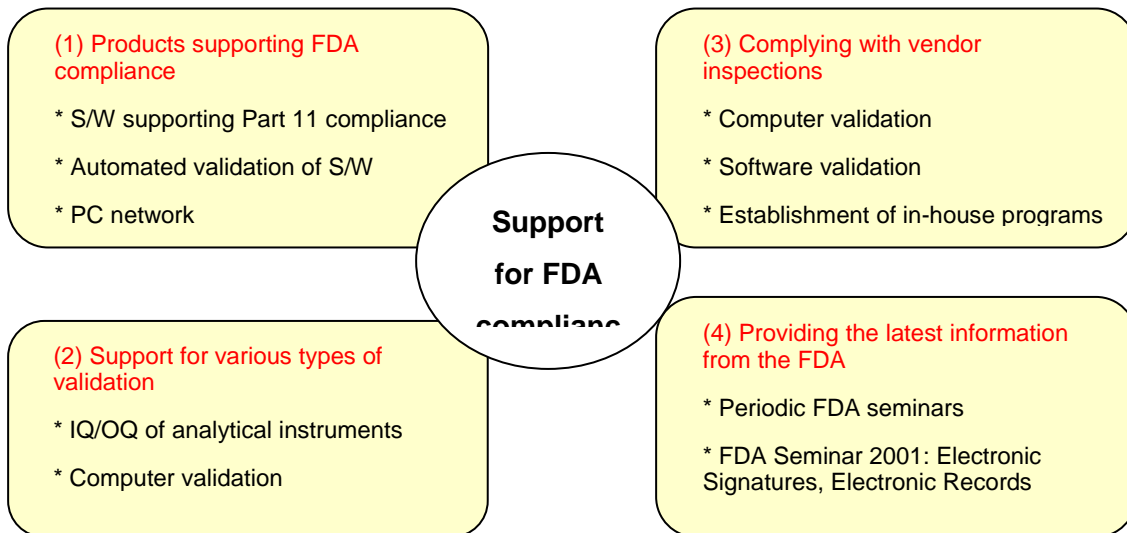 (1) Products supporting FDA
compliance
* S/W supporting Part 11 compliance
* Automated validation of S/W
* PC network
(3) Complying with vendor
inspections
* Computer validation
* Software validation
* Establishment of in-house programs
Support
for FDA
complianc
(2) Support for various types of
validation
* IQ/OQ of analytical instruments
* Computer validation
(4) Providing the latest information
from the FDA
* Periodic FDA seminars
* FDA Seminar 2001: Electronic
Signatures, Electronic Records